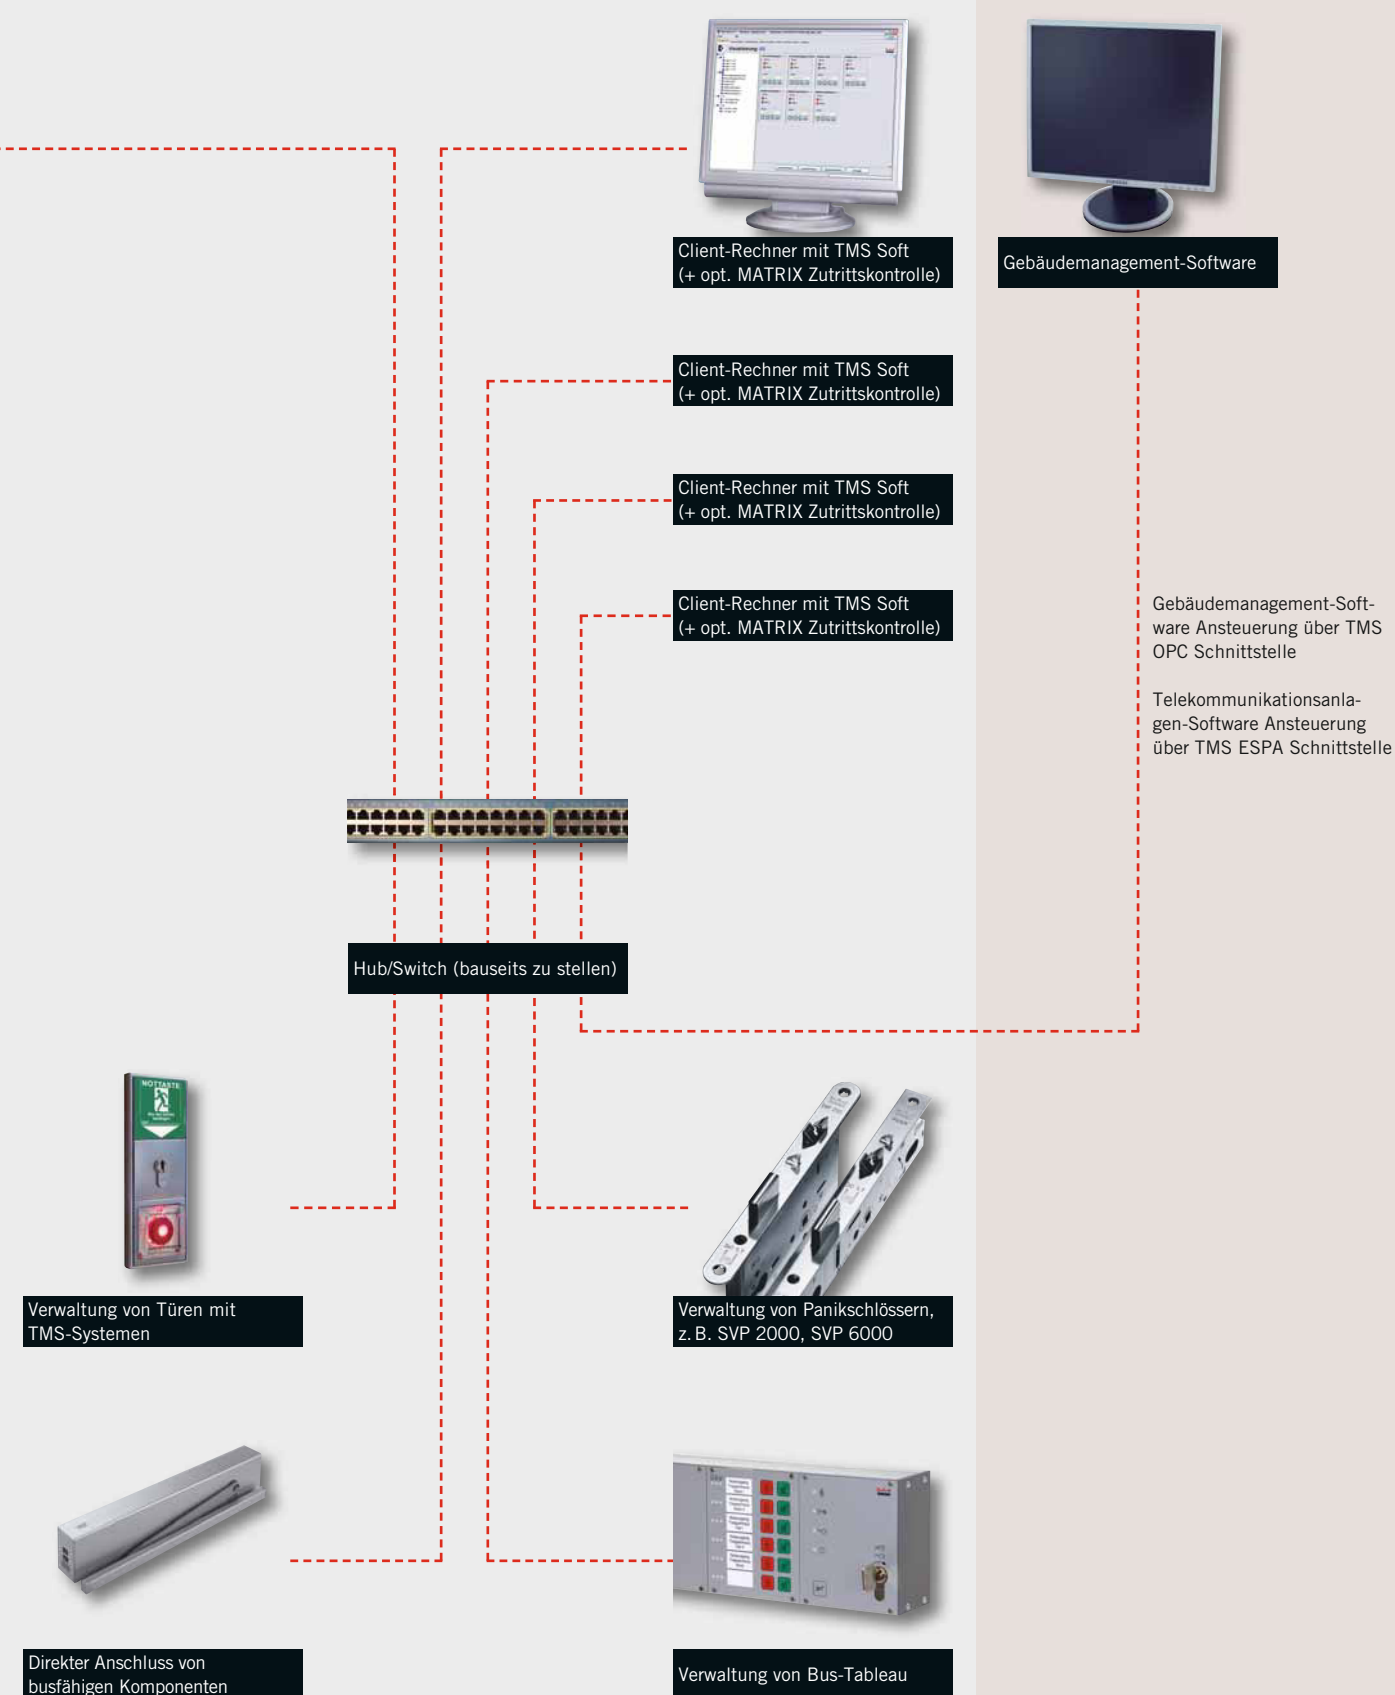 Visualisierung
Client-Rechner mit TMS Soft
(+ opt. MATRIX Zutrittskontrolle)
Gebäudemanagement-Software
Client-Rechner mit TMS Soft
(+ opt. MATRIX Zutrittskontrolle)
Client-Rechner mit TMS Soft
(+ opt. MATRIX Zutrittskontrolle)
Client-Rechner mit TMS Soft
(+ opt. MATRIX Zutrittskontrolle)
Gebäudemanagement-Soft-
ware Ansteuerung über TMS
OPC Schnittstelle
Telekommunikationsanla-
gen-Software Ansteuerung
über TMS ESPA Schnittstelle
Hub/Switch (bauseits zu stellen)
NOTTASTE
Verwaltung von Türen mit
TMS-Systemen
Verwaltung von Panikschlössern,
z. B. SVP 2000, SVP 6000
Direkter Anschluss von
busfähigen Komponenten
Verwaltung von Bus-Tableau